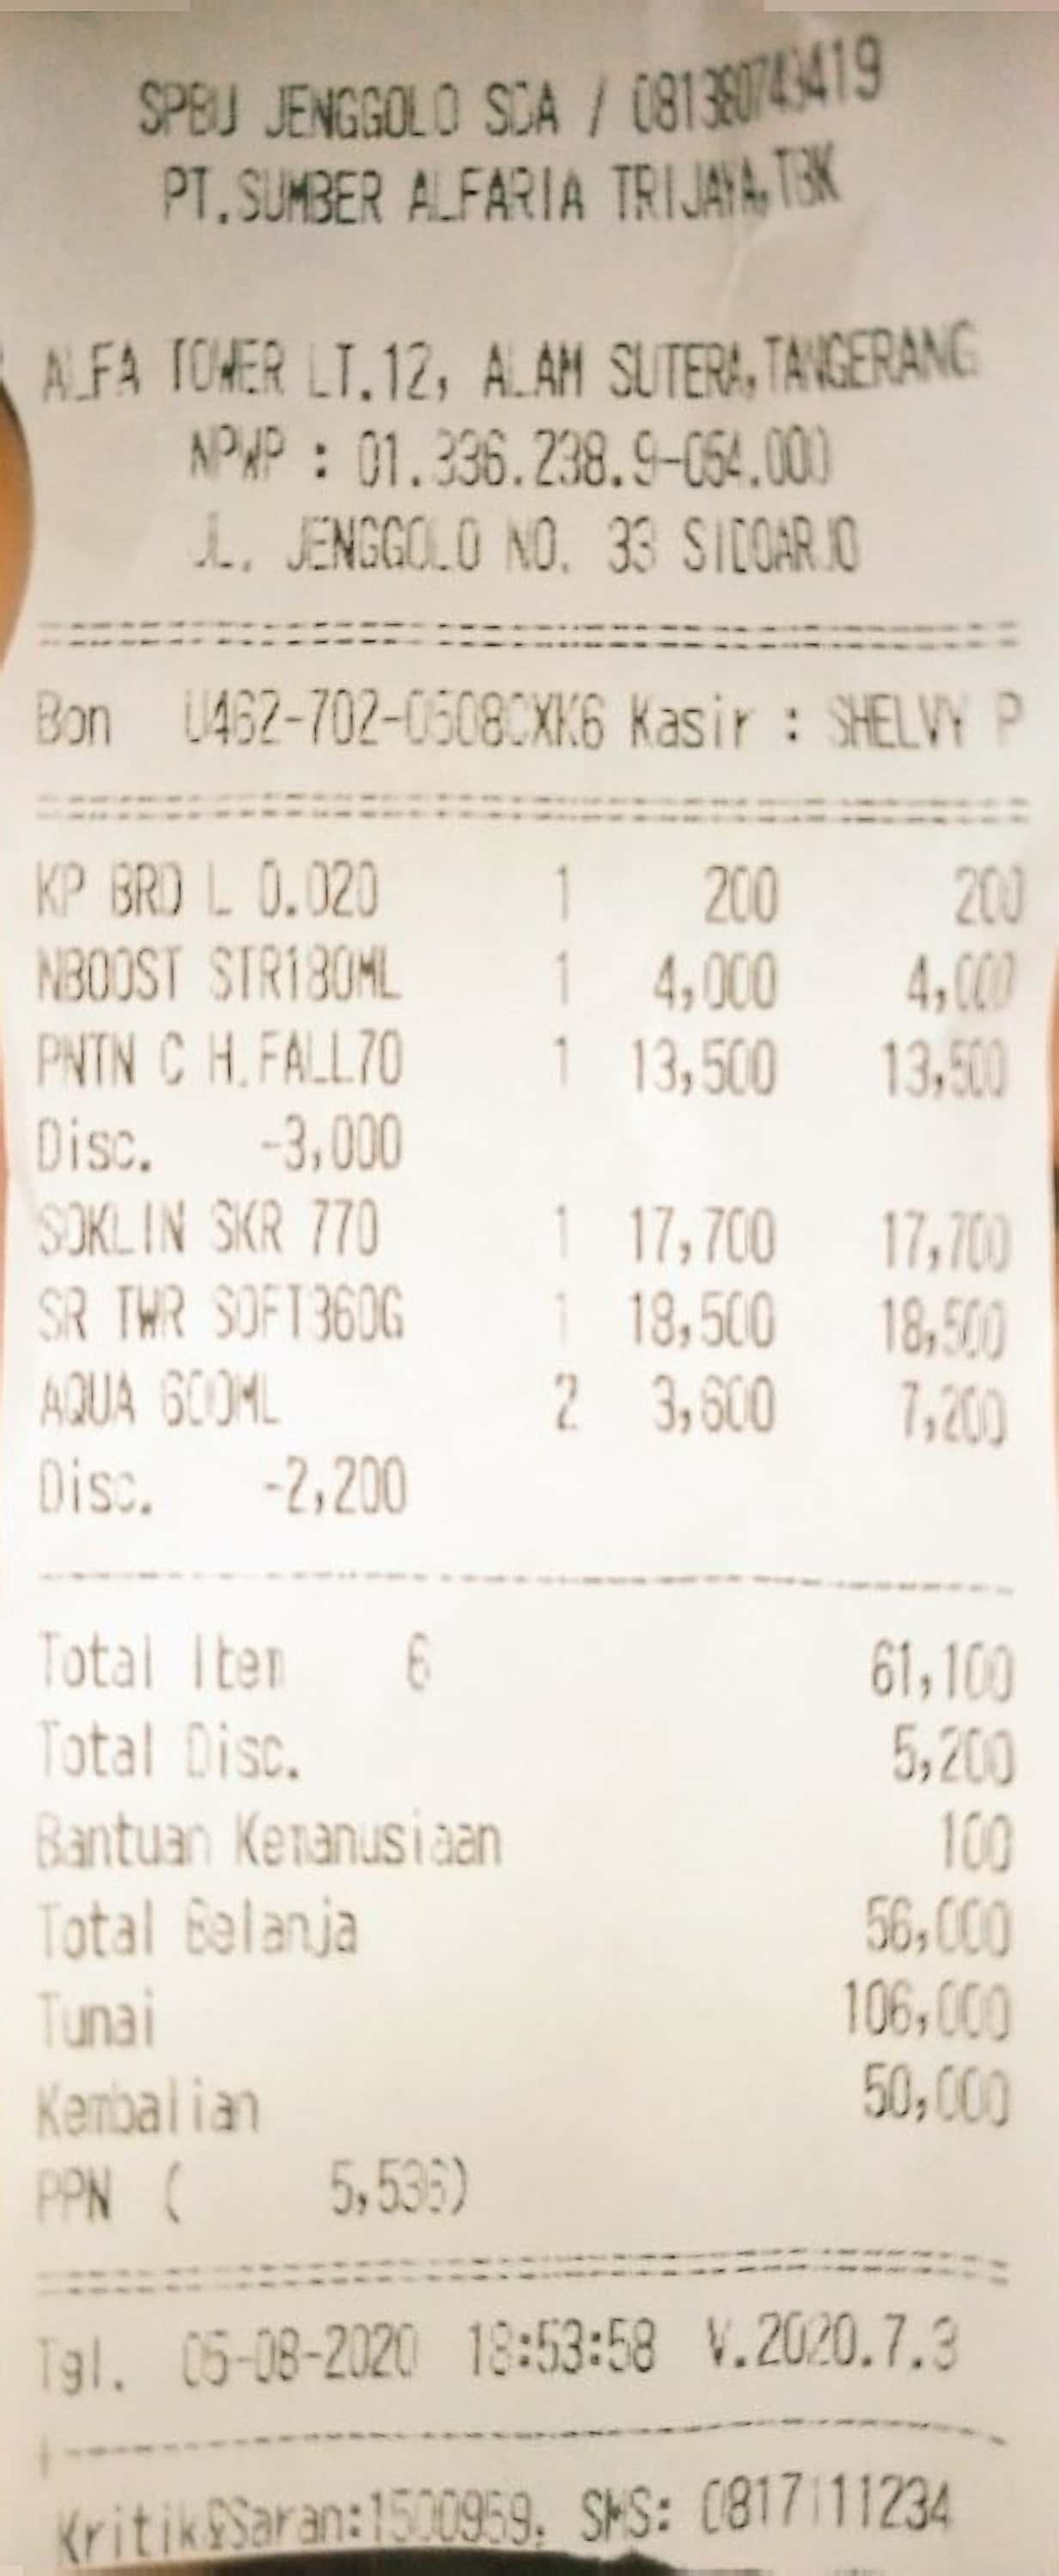 SPBU JENGGOLO SDA / 081380743419
PT.SUMBER ALFARIA TRIJAYA,TBK
ALFA TOWER LT.12, ALAM SUTERA,TANGERANG
NPWP : 01.336.238.9-054.000
JL. JENGGOLO NO. 33 SIDOARJO
Bon U462-702-0508CXK6 Kasir : SHELVY P
KP BRD L 0.020 1 200 200
NBOOST STR180ML 1 4,000 4,000
PNTN C H.FALL70 1 13,500 13,500
Disc. -3,000
SOKLIN SKR 770 1 17,700 17,700
SR TWR SOFT360G 1 18,500 18,500
AQUA 600ML 2 3,600 7,200
Disc. -2,200
Total Item 6 61,100
Total Disc. 5,200
Bantuan Kemanusiaan 100
Total Belanja 56,000
Tunai 106,000
Kembalian 50,000
PPN ( 5,536)
Tgl. 05-08-2020 18:53:58 V.2020.7.3
Kritik&Saran:1500959, SMS: 0817111234